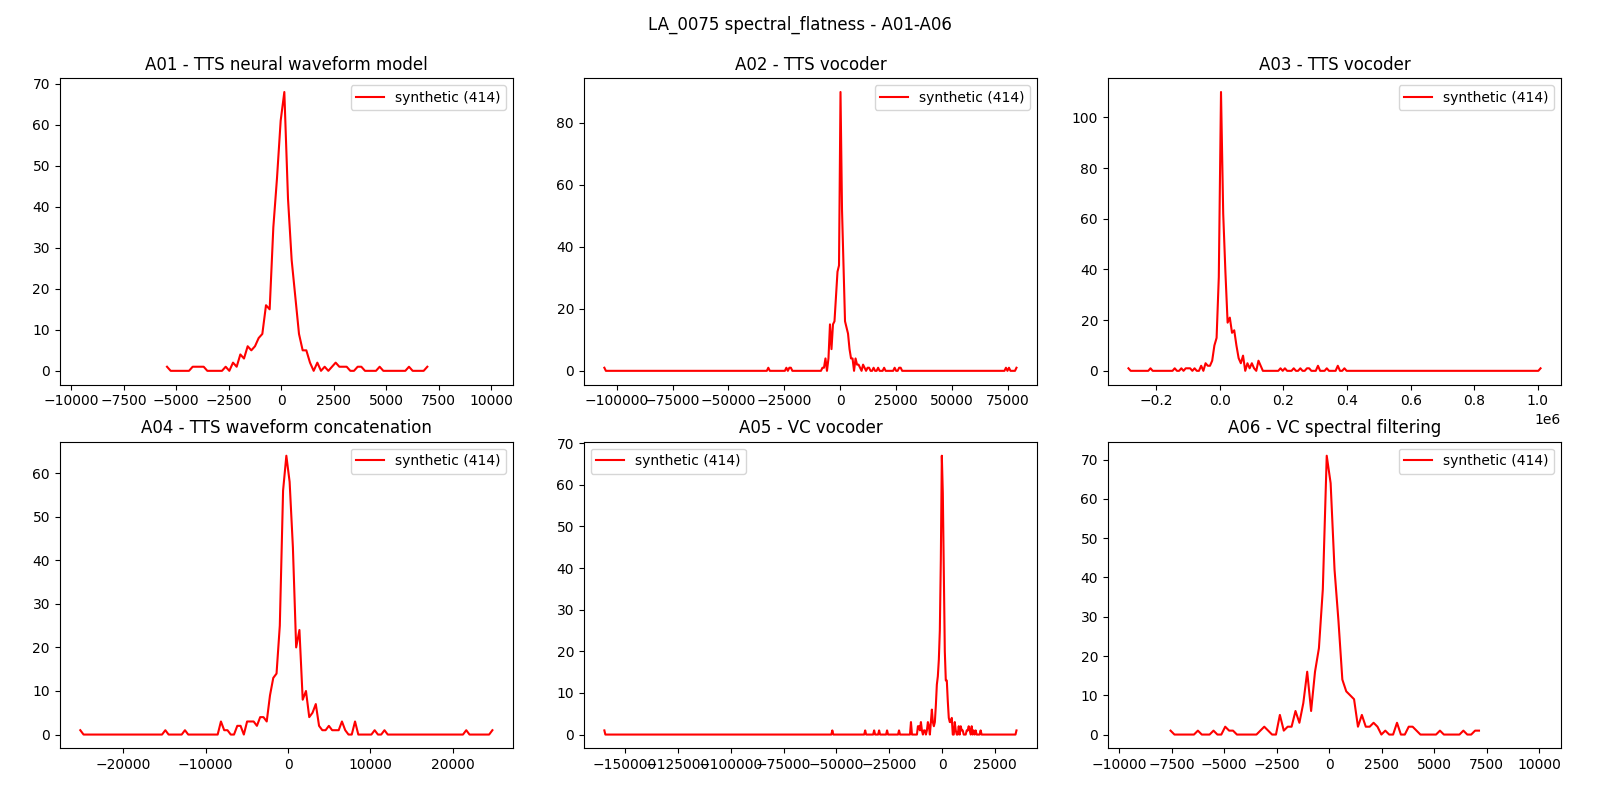 LA_0075 spectral_flatness - A01-A06
A01 - TTS neural waveform model
synthetic (414)
70
60
50
40
30
20
10
0
−10000 −7500 −5000 −2500 0 2500 5000 7500 10000
A02 - TTS vocoder
synthetic (414)
80
60
40
20
0
−100000 −75000 −50000 −25000 0 25000 50000 75000
A03 - TTS vocoder
synthetic (414)
100
80
60
40
20
0
−0.2 0.0 0.2 0.4 0.6 0.8 1.0
1e6
A04 - TTS waveform concatenation
synthetic (414)
60
50
40
30
20
10
0
−20000 −10000 0 10000 20000
A05 - VC vocoder
synthetic (414)
70
60
50
40
30
20
10
0
−150000 −125000 −100000 −75000 −50000 −25000 0 25000
A06 - VC spectral filtering
synthetic (414)
70
60
50
40
30
20
10
0
−10000 −7500 −5000 −2500 0 2500 5000 7500 10000